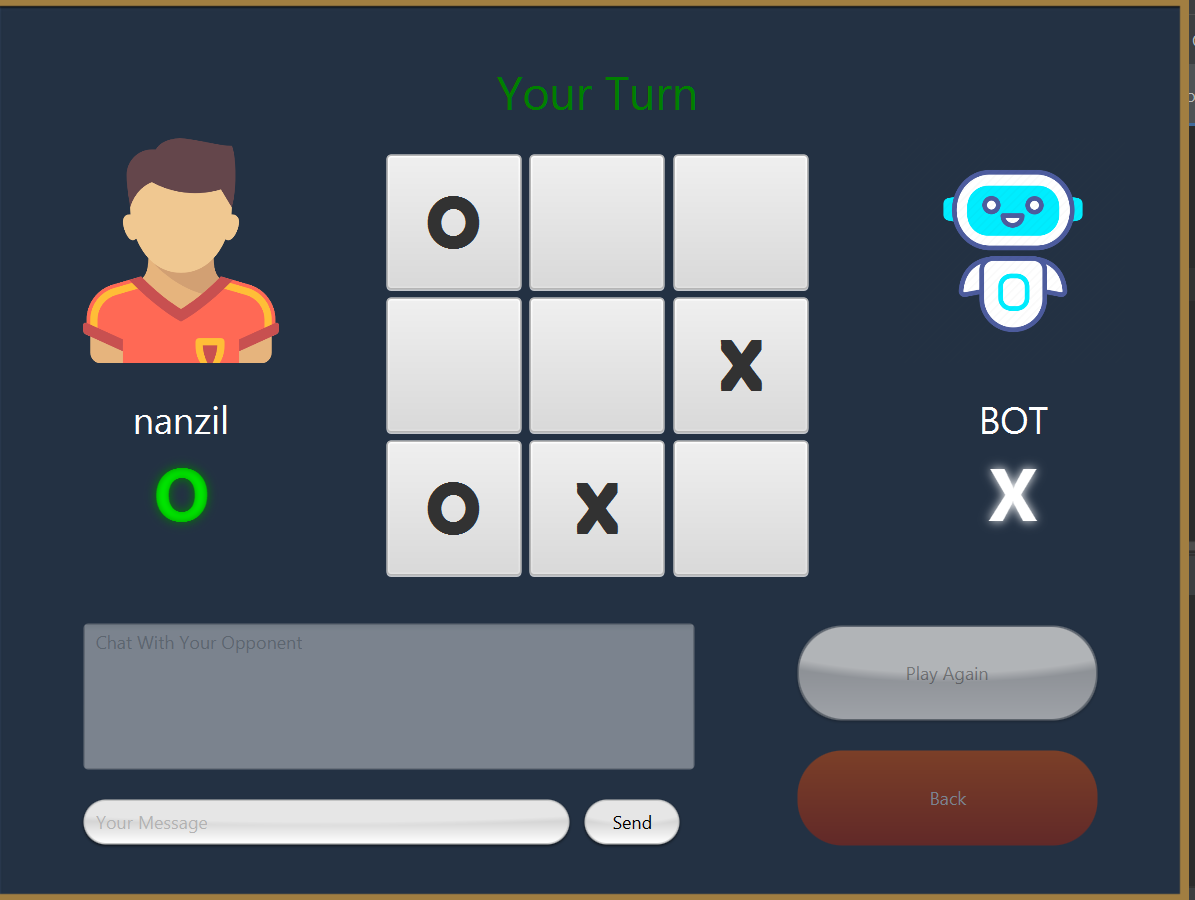 Your Turn
O
X
O X
nanzil
O
BOT
X
Chat With Your Opponent
Your Message
Send
Play Again
Back